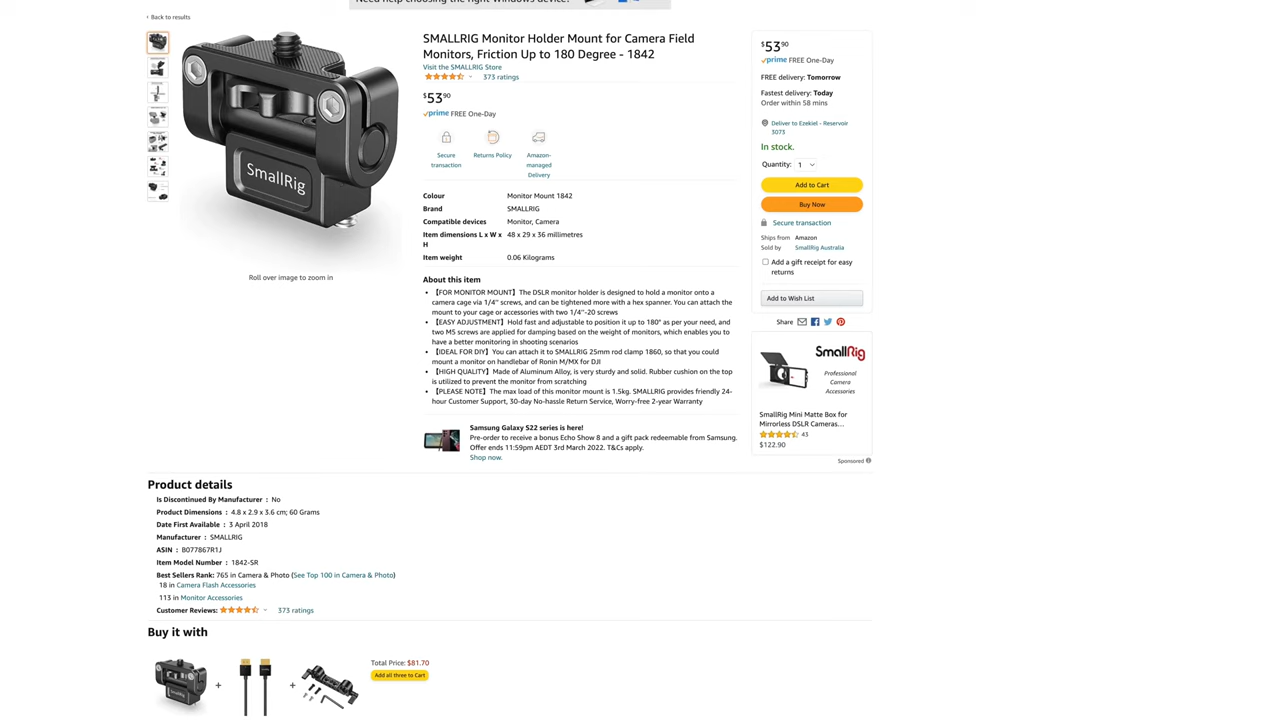 Need help choosing the right Windows device?
‹ Back to results
SmallRig
Roll over image to zoom in
SMALLRIG Monitor Holder Mount for Camera Field
Monitors, Friction Up to 180 Degree - 1842
Visit the SMALLRIG Store
373 ratings
$53⁹⁰
prime FREE One-Day
Secure
transaction
Returns Policy
Amazon-
managed
Delivery
Colour Monitor Mount 1842
Brand SMALLRIG
Compatible devices Monitor, Camera
Item dimensions L x W x 48 x 29 x 36 millimetres
H
Item weight 0.06 Kilograms
About this item
• 【FOR MONITOR MOUNT】The DSLR monitor holder is designed to hold a monitor onto a
camera cage via 1/4'' screws, and can be tightened more with a hex spanner. You can attach the
mount to your cage or accessories with two 1/4''-20 screws
• 【EASY ADJUSTMENT】Hold fast and adjustable to position it up to 180° as per your need, and
two M5 screws are applied for damping based on the weight of monitors, which enables you to
have a better monitoring in shooting scenarios
• 【IDEAL FOR DIY】You can attach it to SMALLRIG 25mm rod clamp 1860, so that you could
mount a monitor on handlebar of Ronin M/MX for DJI
• 【HIGH QUALITY】Made of Aluminum Alloy, is very sturdy and solid. Rubber cushion on the top
is utilized to prevent the monitor from scratching
• 【PLEASE NOTE】The max load of this monitor mount is 1.5kg. SMALLRIG provides friendly 24-
hour Customer Support, 30-day No-hassle Return Service, Worry-free 2-year Warranty
Samsung Galaxy S22 series is here!
Pre-order to receive a bonus Echo Show 8 and a gift pack redeemable from Samsung.
Offer ends 11:59pm AEDT 3rd March 2022. T&Cs apply.
Shop now.
$53⁹⁰
prime FREE One-Day
FREE delivery: Tomorrow
Fastest delivery: Today
Order within 58 mins
Deliver to Ezekiel - Reservoir
3073
In stock.
Quantity: 1
Add to Cart
Buy Now
Secure transaction
Ships from Amazon
Sold by SmallRig Australia
Add a gift receipt for easy
returns
Add to Wish List
Share
SmallRig
Professional
Camera
Accessories
SmallRig Mini Matte Box for
Mirrorless DSLR Cameras…
43
$122.90
Sponsored
Product details
Is Discontinued By Manufacturer : No
Product Dimensions : 4.8 x 2.9 x 3.6 cm; 60 Grams
Date First Available : 3 April 2018
Manufacturer : SMALLRIG
ASIN : B077867R1J
Item Model Number : 1842-SR
Best Sellers Rank: 765 in Camera & Photo (See Top 100 in Camera & Photo)
18 in Camera Flash Accessories
113 in Monitor Accessories
Customer Reviews: 373 ratings
Buy it with
SmallRig
+
+
Total Price: $81.70
Add all three to Cart